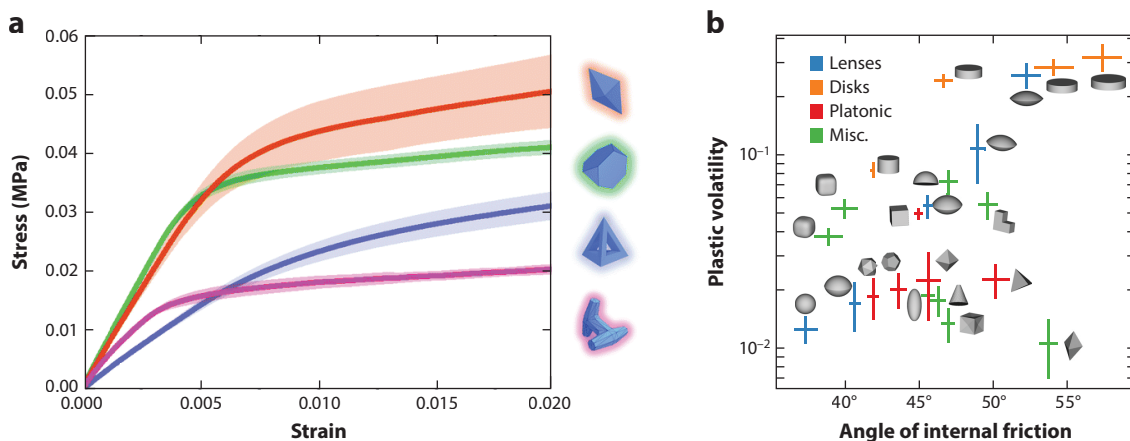 a
0.06
0.05
0.04
0.03
0.02
0.01
0.00
Stress (MPa)
0.000
0.005
0.010
0.015
0.020
Strain
b
Lenses
Disks
Platonic
Misc.
10⁻¹
10⁻²
Plastic volatility
40°
45°
50°
55°
Angle of internal friction